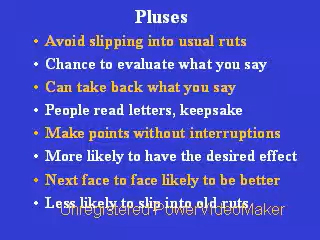 Pluses
• Avoid slipping into usual ruts
• Chance to evaluate what you say
• Can take back what you say
• People read letters, keepsake
• Make points without interruptions
• More likely to have the desired effect
• Next face to face likely to be better
• Less likely to slip into old ruts
Unregistered PowerVideoMaker